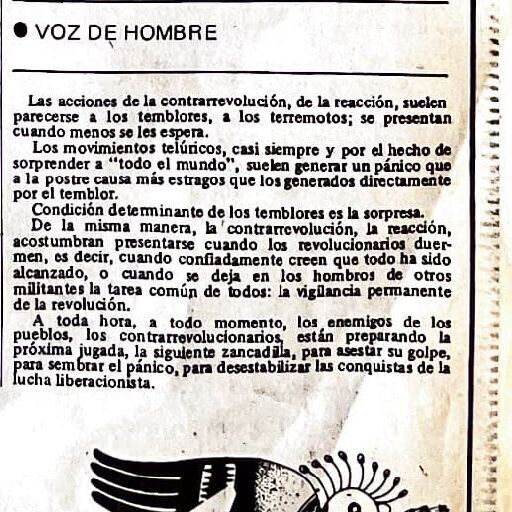 ● VOZ DE HOMBRE
Las acciones de la contrarrevolución, de la reacción, suelen
parecerse a los temblores, a los terremotos; se presentan
cuando menos se les espera.
Los movimientos telúricos, casi siempre y por el hecho de
sorprender a "todo el mundo", suelen generar un pánico que
a la postre causa más estragos que los generados directamente
por el temblor.
Condición determinante de los temblores es la sorpresa.
De la misma manera, la contrarrevolución, la reacción,
acostumbran presentarse cuando los revolucionarios duer-
men, es decir, cuando confiadamente creen que todo ha sido
alcanzado, o cuando se deja en los hombros de otros
militantes la tarea común de todos: la vigilancia permanente
de la revolución.
A toda hora, a todo momento, los enemigos de los
pueblos, los contrarrevolucionarios, están preparando la
próxima jugada, la siguiente zancadilla, para asestar su golpe,
para sembrar el pánico, para desestabilizar las conquistas de la
lucha liberacionista.